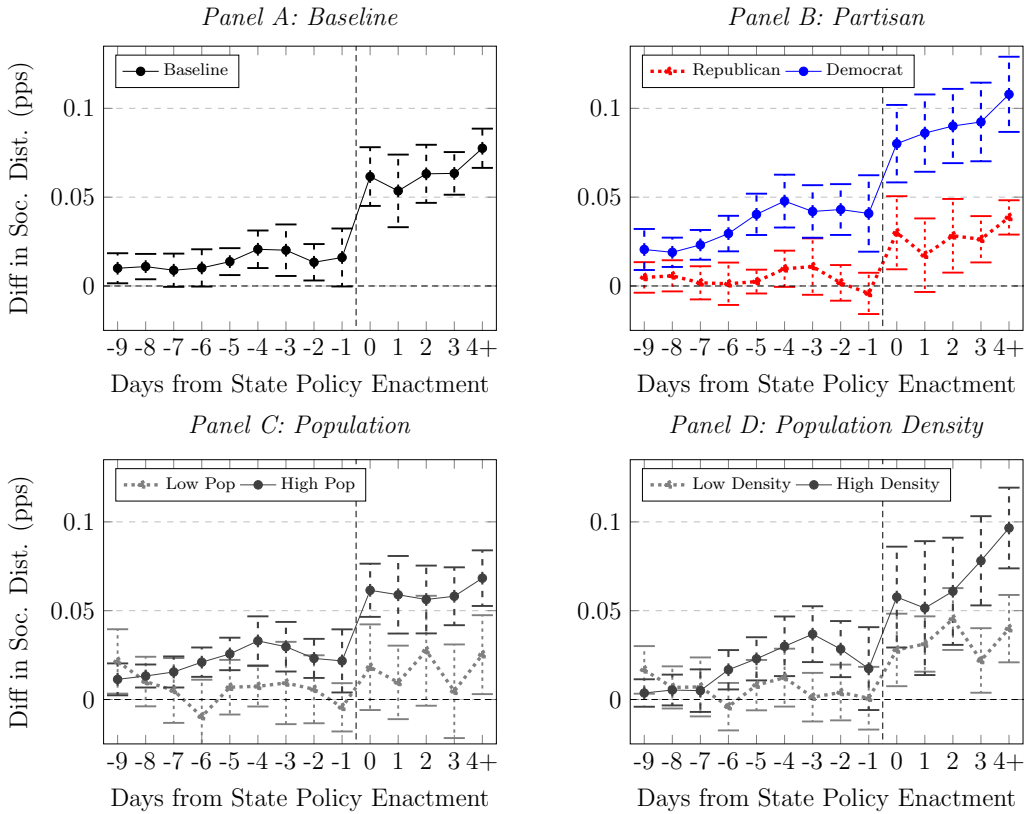 Panel A: Baseline
Baseline
Diff in Soc. Dist. (pps)
0.1
0.05
0
-9 -8 -7 -6 -5 -4 -3 -2 -1 0 1 2 3 4+
Days from State Policy Enactment
Panel B: Partisan
Republican Democrat
0.1
0.05
0
-9 -8 -7 -6 -5 -4 -3 -2 -1 0 1 2 3 4+
Days from State Policy Enactment
Panel C: Population
Low Pop High Pop
Diff in Soc. Dist. (pps)
0.1
0.05
0
-9 -8 -7 -6 -5 -4 -3 -2 -1 0 1 2 3 4+
Days from State Policy Enactment
Panel D: Population Density
Low Density High Density
0.1
0.05
0
-9 -8 -7 -6 -5 -4 -3 -2 -1 0 1 2 3 4+
Days from State Policy Enactment